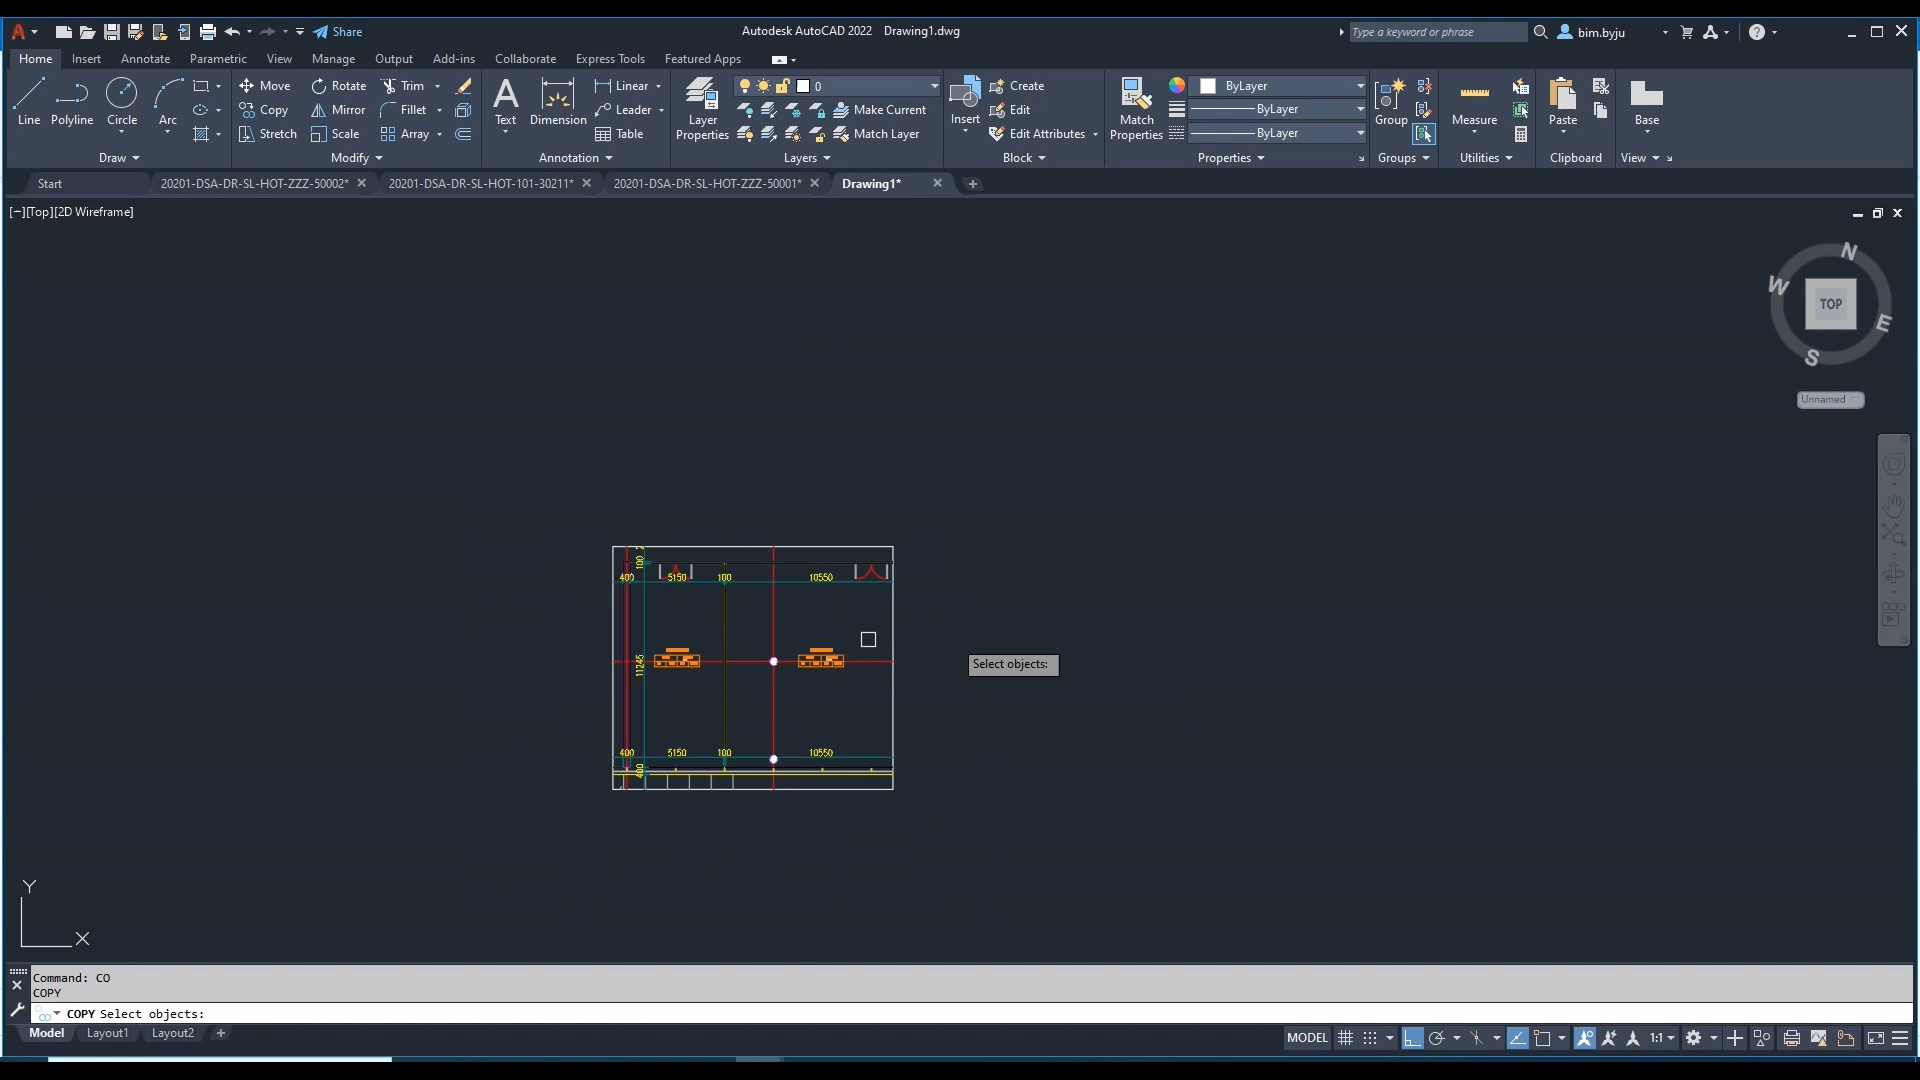 Share
Autodesk AutoCAD 2022 Drawing1.dwg
Type a keyword or phrase
bim.byju
Home Insert Annotate Parametric View Manage Output Add-ins Collaborate Express Tools Featured Apps
Line Polyline Circle Arc
Move Rotate Trim
Copy Mirror Fillet
Stretch Scale Array
Text Dimension
Linear
Leader
Table
Layer
Properties
0
Make Current
Match Layer
Insert
Create
Edit
Edit Attributes
Match
Properties
ByLayer
ByLayer
ByLayer
Group
Measure
Paste
Base
Draw Modify Annotation Layers Block Properties Groups Utilities Clipboard View
Start 20201-DSA-DR-SL-HOT-ZZZ-50002* 20201-DSA-DR-SL-HOT-101-30211* 20201-DSA-DR-SL-HOT-ZZZ-50001* Drawing1*
[−][Top][2D Wireframe]
N
W
TOP
E
S
Unnamed
100
400 5150 100 10550
11245
Select objects:
400 5150 100 10550
400
Y
X
Command: CO
COPY
COPY Select objects:
Model Layout1 Layout2 +
MODEL 1:1